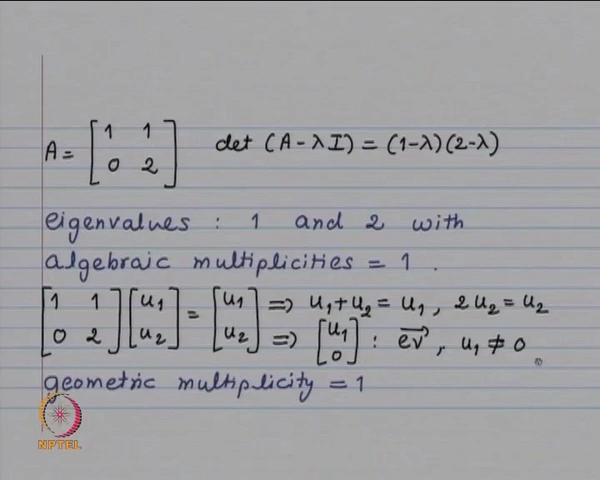 A = [1 1; 0 2] det (A - λI) = (1-λ)(2-λ)
eigenvalues : 1 and 2 with
algebraic multiplicities = 1 .
[1 1; 0 2] [u₁; u₂] = [u₁; u₂] => u₁ + u₂ = u₁ , 2u₂ = u₂
=> [u₁; 0] : ev⃗ , u₁ ≠ 0
geometric multiplicity = 1
NPTEL